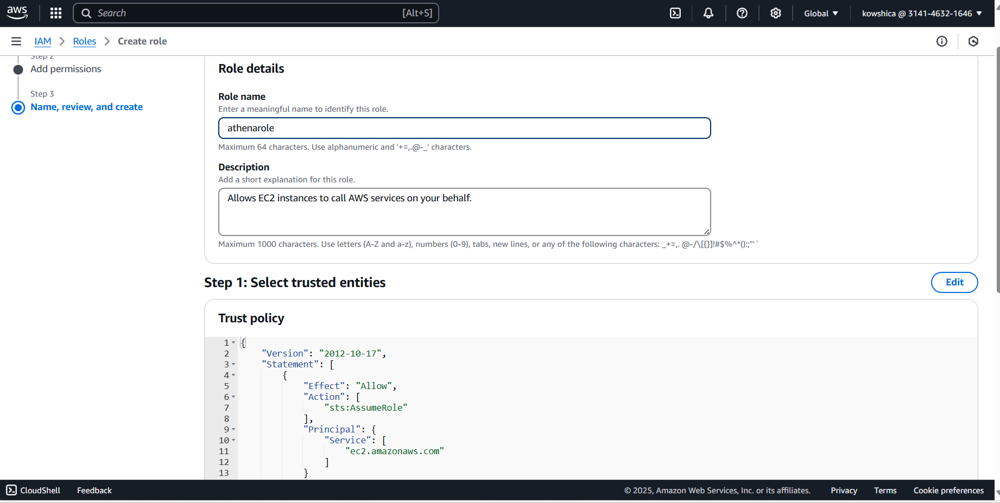 aws
Search [Alt+S]
Global
kowshica @ 3141-4632-1646
IAM > Roles > Create role
Step 2
Add permissions
Step 3
Name, review, and create
Role details
Role name
Enter a meaningful name to identify this role.
athenarole
Maximum 64 characters. Use alphanumeric and '+=,.@-_' characters.
Description
Add a short explanation for this role.
Allows EC2 instances to call AWS services on your behalf.
Maximum 1000 characters. Use letters (A-Z and a-z), numbers (0-9), tabs, new lines, or any of the following characters: _+=,. @-/\[{}]!#$%^*();:"'`
Step 1: Select trusted entities
Edit
Trust policy
1 {
2 "Version": "2012-10-17",
3 "Statement": [
4 {
5 "Effect": "Allow",
6 "Action": [
7 "sts:AssumeRole"
8 ],
9 "Principal": {
10 "Service": [
11 "ec2.amazonaws.com"
12 ]
13 }
CloudShell
Feedback
© 2025, Amazon Web Services, Inc. or its affiliates.
Privacy
Terms
Cookie preferences